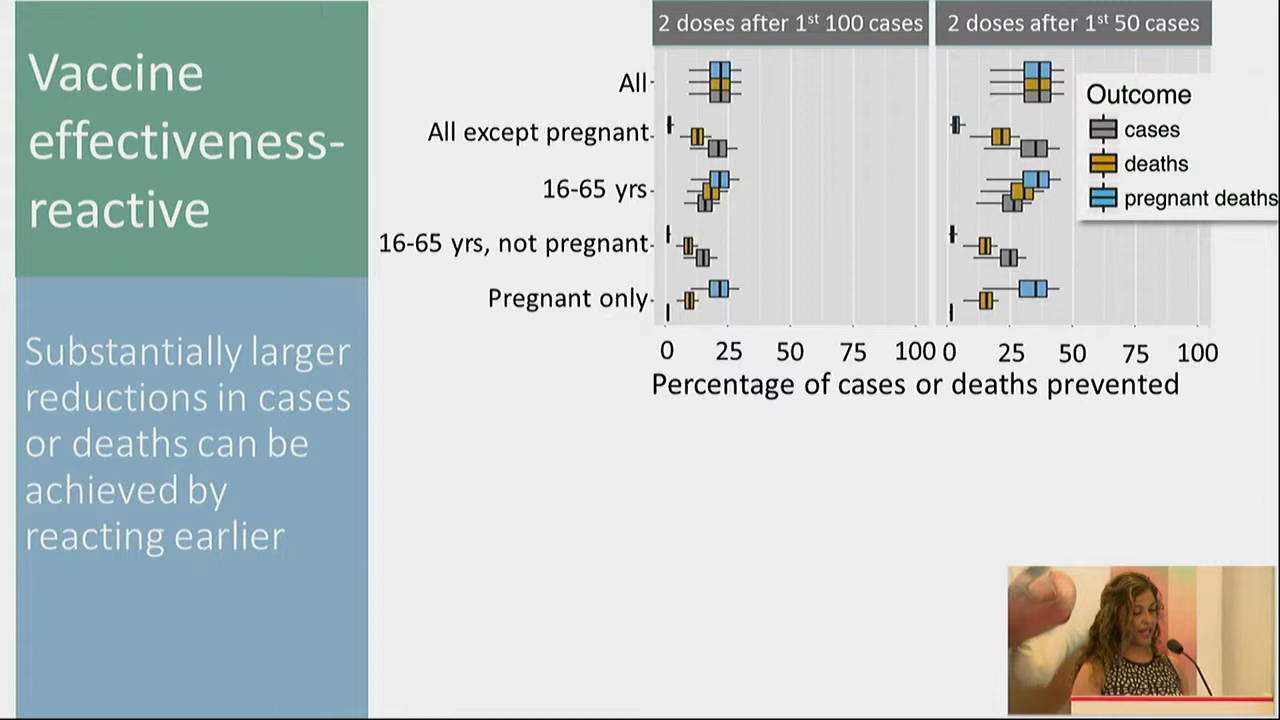 Vaccine
effectiveness-
reactive
Substantially larger
reductions in cases
or deaths can be
achieved by
reacting earlier
2 doses after 1st 100 cases
2 doses after 1st 50 cases
All
All except pregnant
16-65 yrs
16-65 yrs, not pregnant
Pregnant only
0 25 50 75 100
0 25 50 75 100
Percentage of cases or deaths prevented
Outcome
cases
deaths
pregnant deaths